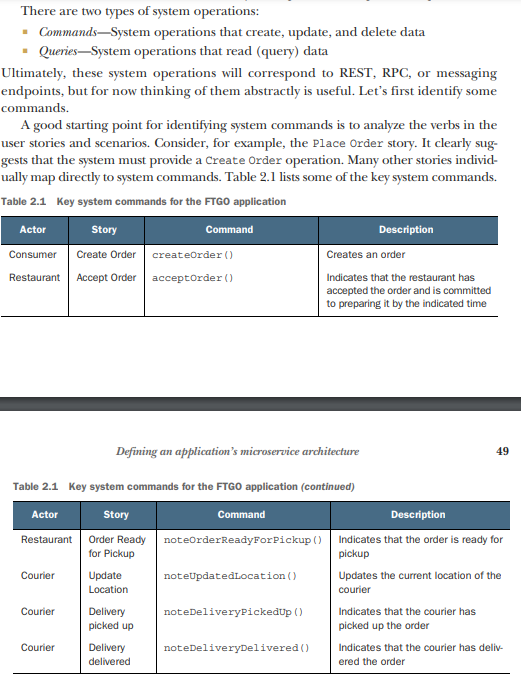 There are two types of system operations:
▪ Commands—System operations that create, update, and delete data
▪ Queries—System operations that read (query) data
Ultimately, these system operations will correspond to REST, RPC, or messaging
endpoints, but for now thinking of them abstractly is useful. Let's first identify some
commands.
A good starting point for identifying system commands is to analyze the verbs in the
user stories and scenarios. Consider, for example, the Place Order story. It clearly sug-
gests that the system must provide a Create Order operation. Many other stories individ-
ually map directly to system commands. Table 2.1 lists some of the key system commands.
Table 2.1 Key system commands for the FTGO application
Actor Story Command Description
Consumer Create Order createOrder() Creates an order
Restaurant Accept Order acceptOrder() Indicates that the restaurant has
accepted the order and is committed
to preparing it by the indicated time
Defining an application's microservice architecture 49
Table 2.1 Key system commands for the FTGO application (continued)
Actor Story Command Description
Restaurant Order Ready noteOrderReadyForPickup() Indicates that the order is ready for
for Pickup pickup
Courier Update noteUpdatedLocation() Updates the current location of the
Location courier
Courier Delivery noteDeliveryPickedUp() Indicates that the courier has
picked up picked up the order
Courier Delivery noteDeliveryDelivered() Indicates that the courier has deliv-
delivered ered the order